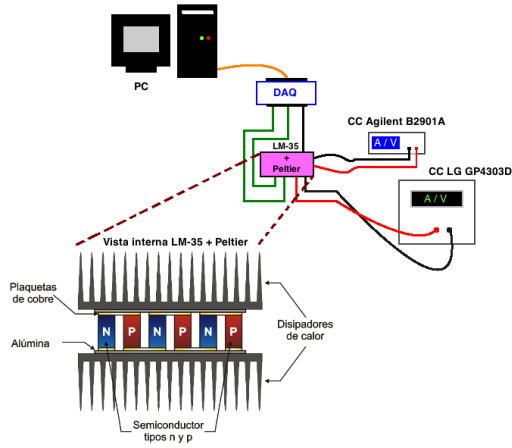 PC
DAQ
CC Agilent B2901A
A / V
LM-35
+
Peltier
CC LG GP4303D
A / V
Vista interna LM-35 + Peltier
Plaquetas
de cobre
Alúmina
N P N P N P
Disipadores
de calor
Semiconductor
tipos n y p